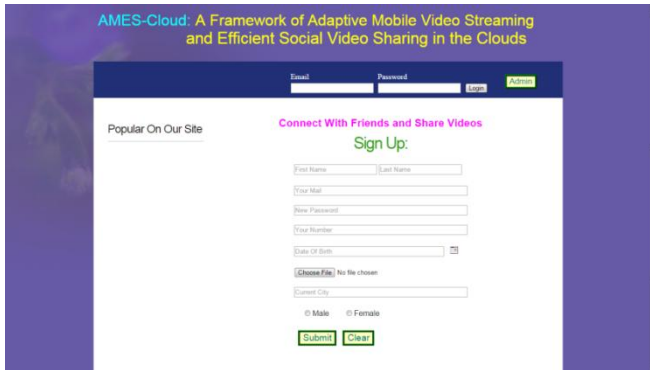 AMES-Cloud: A Framework of Adaptive Mobile Video Streaming
and Efficient Social Video Sharing in the Clouds
Email Password
Login
Admin
Popular On Our Site
Connect With Friends and Share Videos
Sign Up:
First Name Last Name
Your Mail
New Password
Your Number
Date Of Birth
Choose File No file chosen
Current City
Male Female
Submit Clear